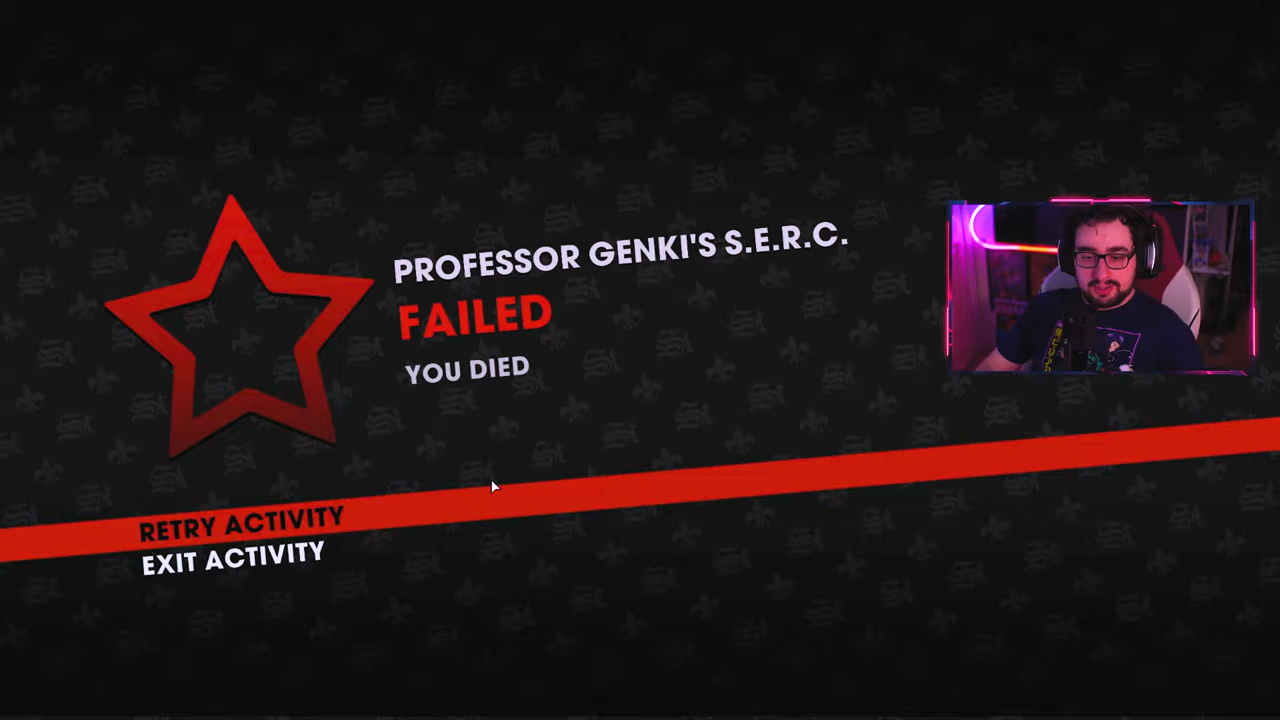 PROFESSOR GENKI'S S.E.R.C.
FAILED
YOU DIED
RETRY ACTIVITY
EXIT ACTIVITY